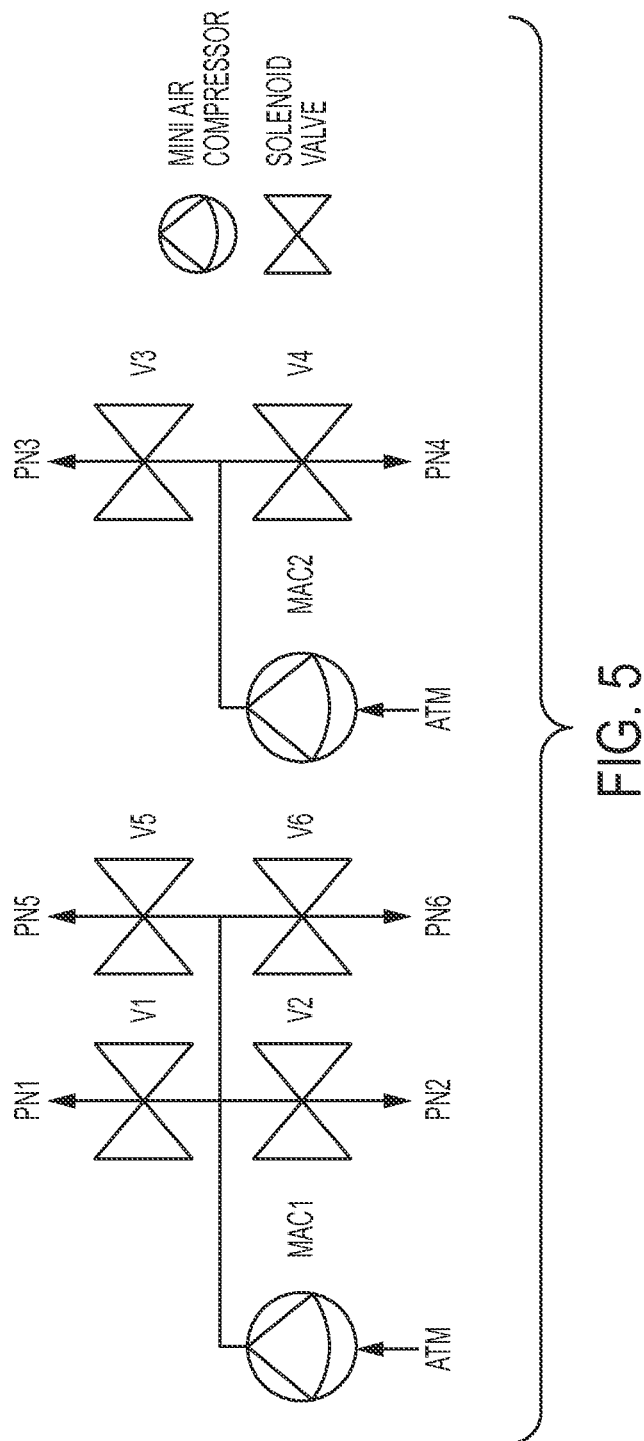 PN1
PN5
PN3
V1
V5
V3
MINI AIR
COMPRESSOR
MAC1
V2
V6
MAC2
V4
SOLENOID
VALVE
ATM
PN2
PN6
ATM
PN4
FIG. 5